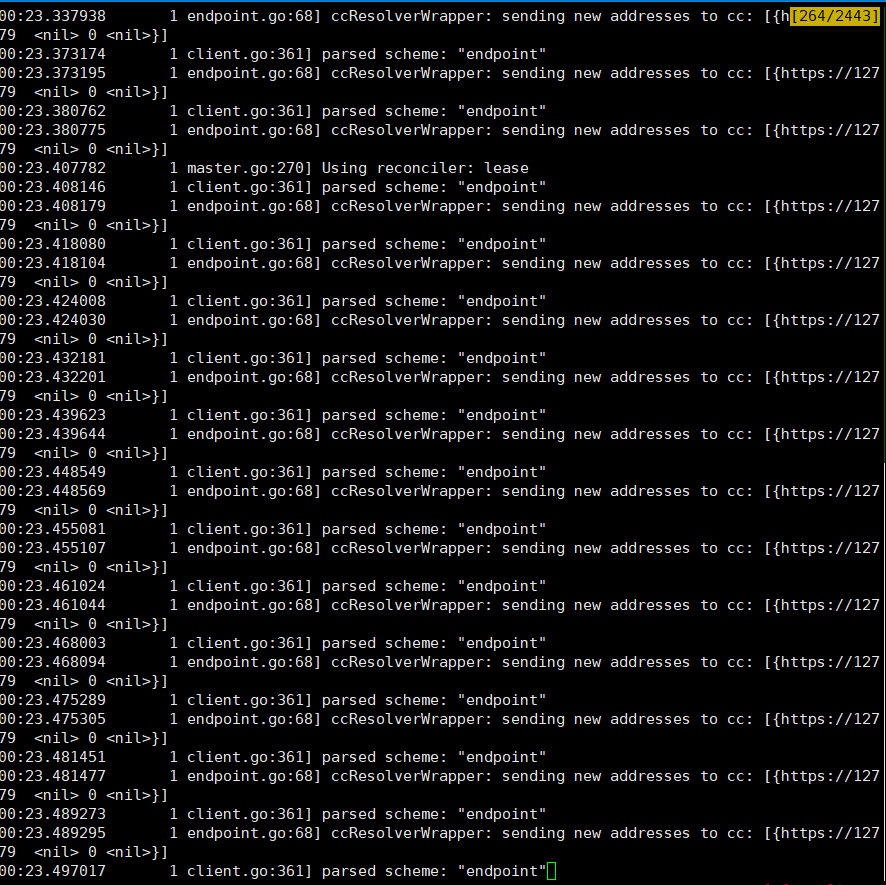 00:23.337938       1 endpoint.go:68] ccResolverWrapper: sending new addresses to cc: [{h[264/2443]
79  <nil> 0 <nil>}]
00:23.373174       1 client.go:361] parsed scheme: "endpoint"
00:23.373195       1 endpoint.go:68] ccResolverWrapper: sending new addresses to cc: [{https://127
79  <nil> 0 <nil>}]
00:23.380762       1 client.go:361] parsed scheme: "endpoint"
00:23.380775       1 endpoint.go:68] ccResolverWrapper: sending new addresses to cc: [{https://127
79  <nil> 0 <nil>}]
00:23.407782       1 master.go:270] Using reconciler: lease
00:23.408146       1 client.go:361] parsed scheme: "endpoint"
00:23.408179       1 endpoint.go:68] ccResolverWrapper: sending new addresses to cc: [{https://127
79  <nil> 0 <nil>}]
00:23.418080       1 client.go:361] parsed scheme: "endpoint"
00:23.418104       1 endpoint.go:68] ccResolverWrapper: sending new addresses to cc: [{https://127
79  <nil> 0 <nil>}]
00:23.424008       1 client.go:361] parsed scheme: "endpoint"
00:23.424030       1 endpoint.go:68] ccResolverWrapper: sending new addresses to cc: [{https://127
79  <nil> 0 <nil>}]
00:23.432181       1 client.go:361] parsed scheme: "endpoint"
00:23.432201       1 endpoint.go:68] ccResolverWrapper: sending new addresses to cc: [{https://127
79  <nil> 0 <nil>}]
00:23.439623       1 client.go:361] parsed scheme: "endpoint"
00:23.439644       1 endpoint.go:68] ccResolverWrapper: sending new addresses to cc: [{https://127
79  <nil> 0 <nil>}]
00:23.448549       1 client.go:361] parsed scheme: "endpoint"
00:23.448569       1 endpoint.go:68] ccResolverWrapper: sending new addresses to cc: [{https://127
79  <nil> 0 <nil>}]
00:23.455081       1 client.go:361] parsed scheme: "endpoint"
00:23.455107       1 endpoint.go:68] ccResolverWrapper: sending new addresses to cc: [{https://127
79  <nil> 0 <nil>}]
00:23.461024       1 client.go:361] parsed scheme: "endpoint"
00:23.461044       1 endpoint.go:68] ccResolverWrapper: sending new addresses to cc: [{https://127
79  <nil> 0 <nil>}]
00:23.468003       1 client.go:361] parsed scheme: "endpoint"
00:23.468094       1 endpoint.go:68] ccResolverWrapper: sending new addresses to cc: [{https://127
79  <nil> 0 <nil>}]
00:23.475289       1 client.go:361] parsed scheme: "endpoint"
00:23.475305       1 endpoint.go:68] ccResolverWrapper: sending new addresses to cc: [{https://127
79  <nil> 0 <nil>}]
00:23.481451       1 client.go:361] parsed scheme: "endpoint"
00:23.481477       1 endpoint.go:68] ccResolverWrapper: sending new addresses to cc: [{https://127
79  <nil> 0 <nil>}]
00:23.489273       1 client.go:361] parsed scheme: "endpoint"
00:23.489295       1 endpoint.go:68] ccResolverWrapper: sending new addresses to cc: [{https://127
79  <nil> 0 <nil>}]
00:23.497017       1 client.go:361] parsed scheme: "endpoint"